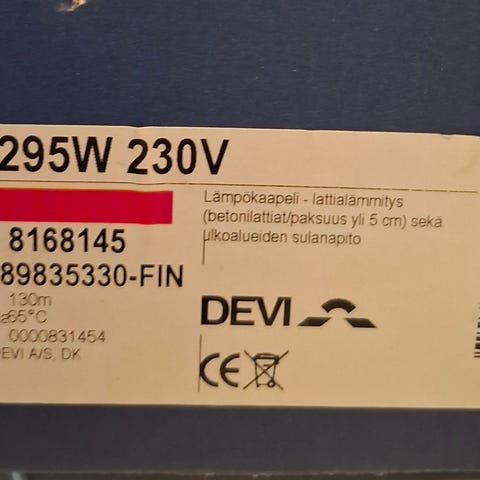 295W 230V
Lämpökaapeli - lattialämmitys
(betonilattiat/paksuus yli 5 cm) sekä
ulkoalueiden sulanapito
8168145
89835330-FIN
130m
65°C
0000831454
DEVI A/S, DK
DEVI
CE